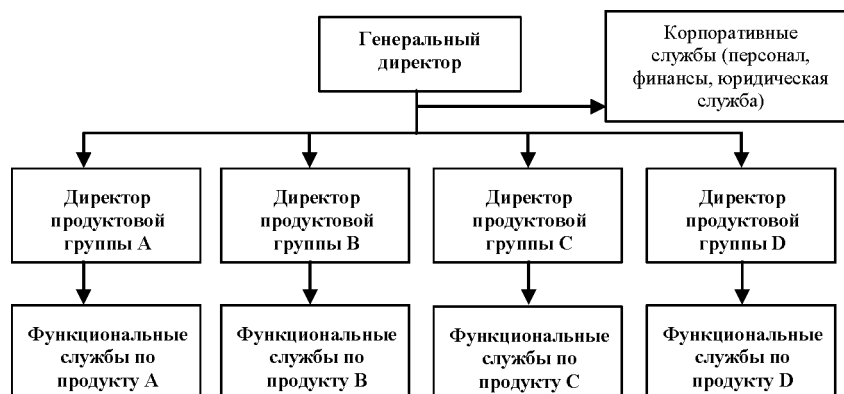 Генеральный
директор
Корпоративные
службы (персонал,
финансы, юридическая
служба)
Директор
продуктовой
группы A
Директор
продуктовой
группы B
Директор
продуктовой
группы C
Директор
продуктовой
группы D
Функциональные
службы по
продукту A
Функциональные
службы по
продукту B
Функциональные
службы по
продукту C
Функциональные
службы по
продукту D